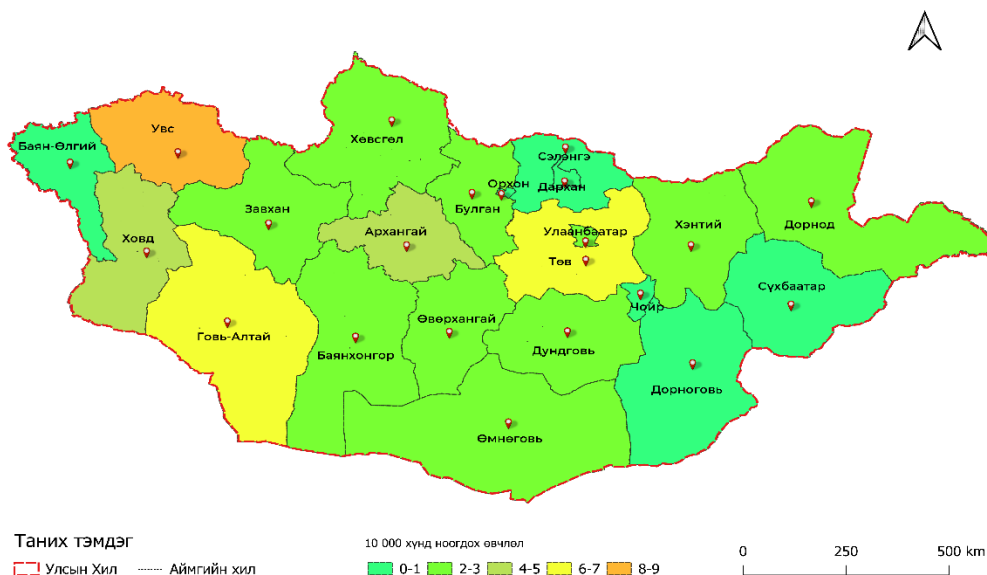 Увс
Баян-Өлгий
Хөвсгөл
Сэлэнгэ
Орхон
Дархан
Завхан
Булган
Архангай
Ховд
Улаанбаатар
Төв
Хэнтий
Дорнод
Сүхбаатар
Чойр
Говь-Алтай
Өвөрхангай
Баянхонгор
Дундговь
Дорноговь
Өмнөговь
Таних тэмдэг
Улсын Хил
Аймгийн хил
10 000 хүнд ноогдох өвчлөл
0-1 2-3 4-5 6-7 8-9
0 250 500 km